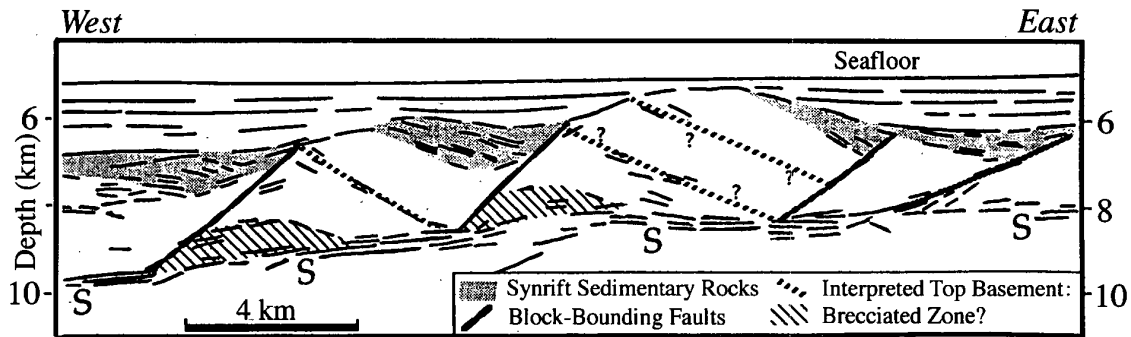 West
East
Seafloor
6
6
?
?
?
?
Depth (km)
8
S
S
S
S
10
10
4 km
Synrift Sedimentary Rocks
Interpreted Top Basement:
Block-Bounding Faults
Brecciated Zone?